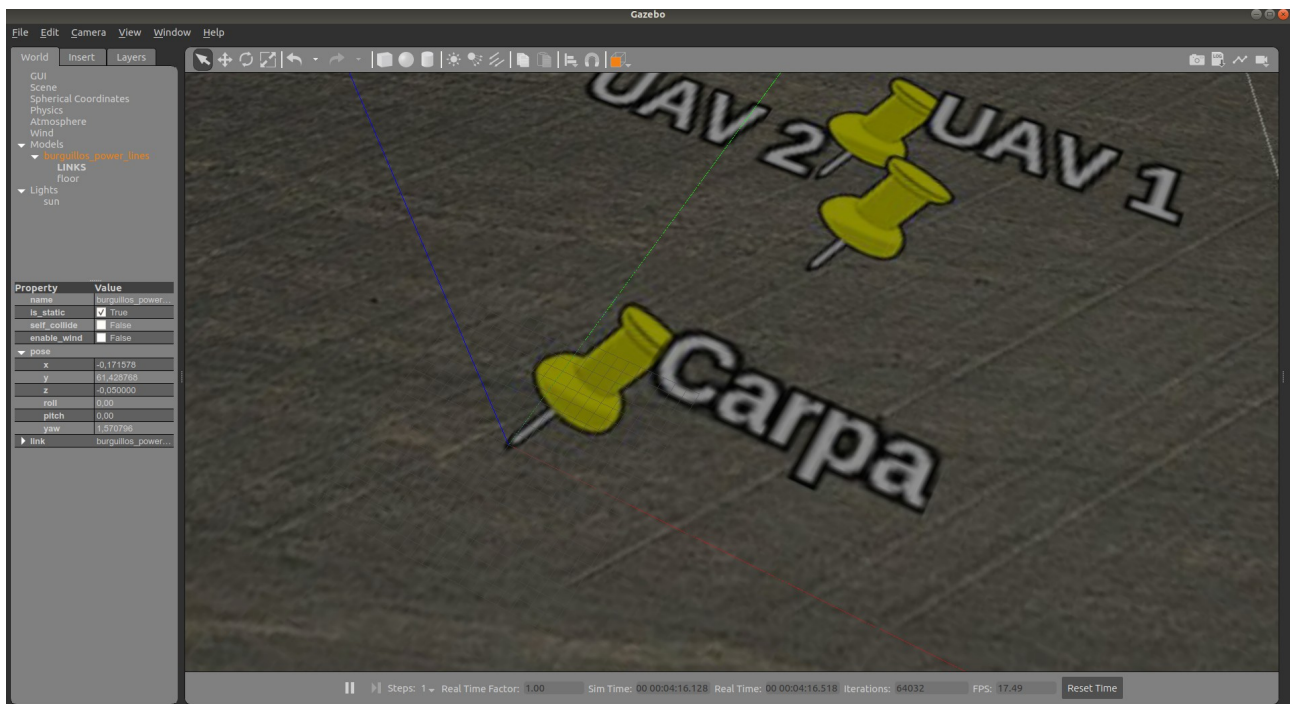 Gazebo
File Edit Camera View Window Help
World Insert Layers
GUI
Scene
Spherical Coordinates
Physics
Atmosphere
Wind
Models
burguillos_power_lines
LINKS
floor
Lights
sun
Property Value
name burguillos_power...
is_static True
self_collide False
enable_wind False
pose
x -0,171578
y 61,428768
z -0,050000
roll 0,00
pitch 0,00
yaw 1,570796
link burguillos_power...
UAV 2
UAV 1
Carpa
Steps: 1 Real Time Factor: 1.00 Sim Time: 00 00:04:16.128 Real Time: 00 00:04:16.518 Iterations: 64032 FPS: 17.49 Reset Time